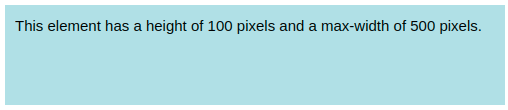 This element has a height of 100 pixels and a max-width of 500 pixels.